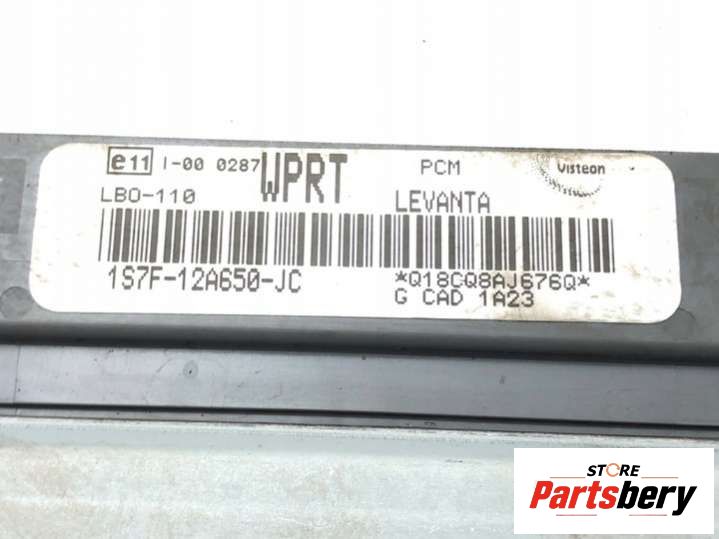 e11 I-00 0287 WPRT PCM Visteon
LBO-110 LEVANTA
1S7F-12A650-JC *Q18CQ8AJ676Q*
G CAD 1A23
STORE
Partsbery